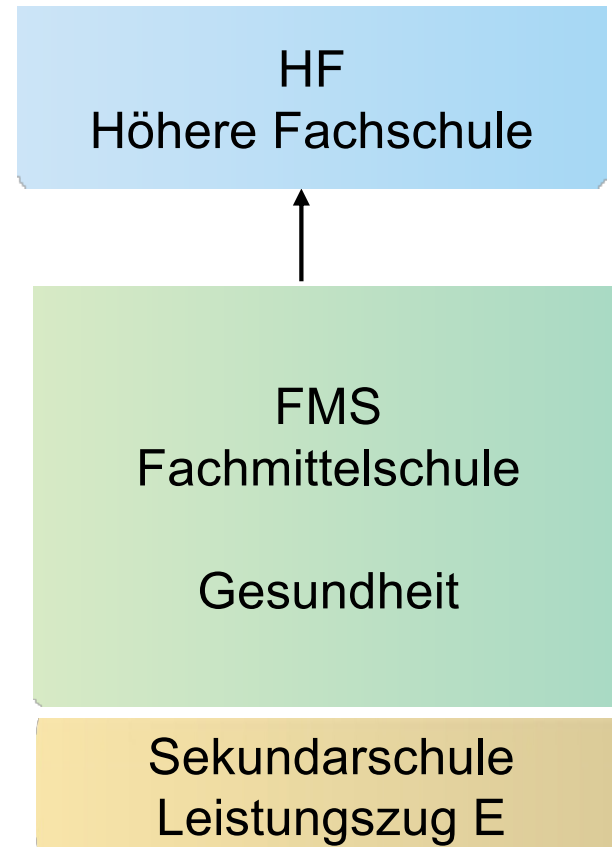 HF
Höhere Fachschule
FMS
Fachmittelschule
Gesundheit
Sekundarschule
Leistungszug E